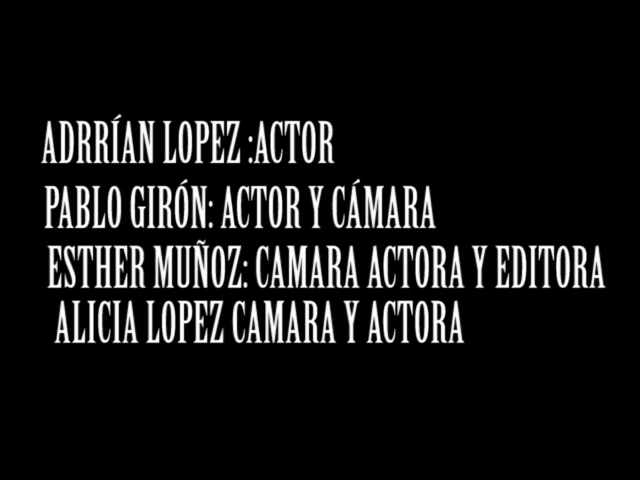 ADRRÍAN LOPEZ :ACTOR
PABLO GIRÓN: ACTOR Y CÁMARA
ESTHER MUÑOZ: CAMARA ACTORA Y EDITORA
ALICIA LOPEZ CAMARA Y ACTORA